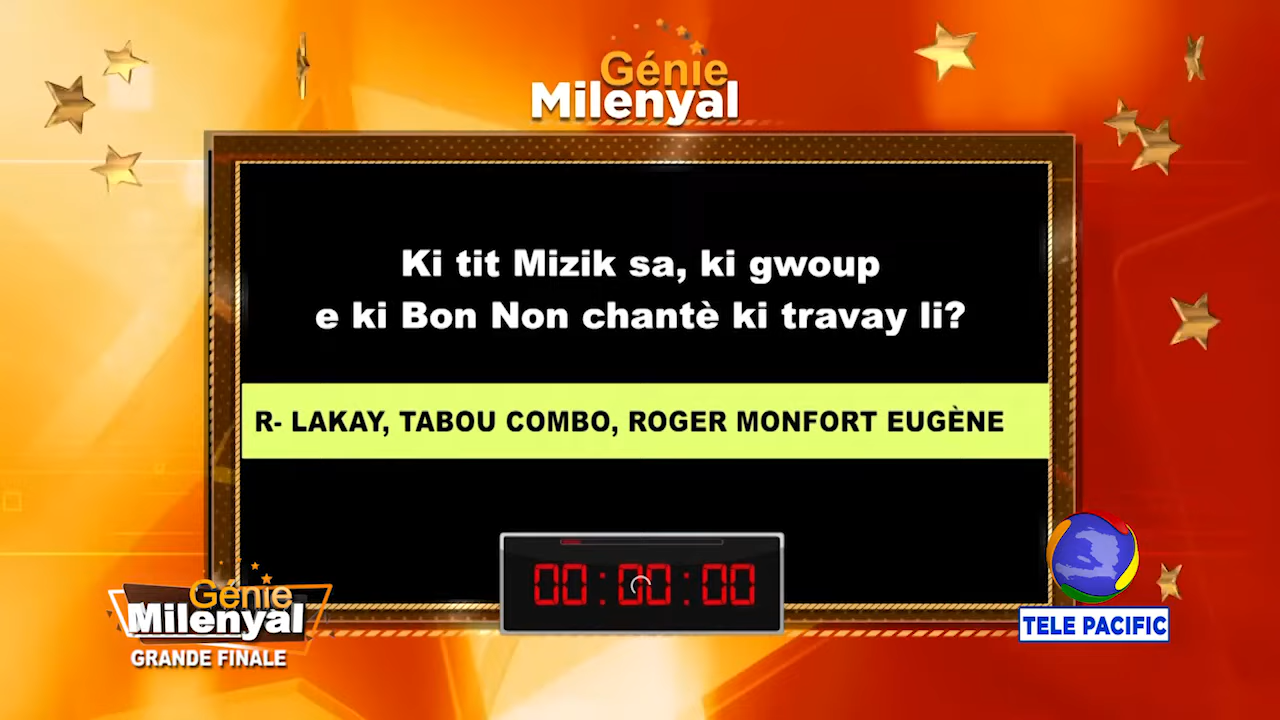 Génie
Milenyal
Ki tit Mizik sa, ki gwoup
e ki Bon Non chantè ki travay li?
R- LAKAY, TABOU COMBO, ROGER MONFORT EUGÈNE
00:00:00
Génie
Milenyal
GRANDE FINALE
TELE PACIFIC